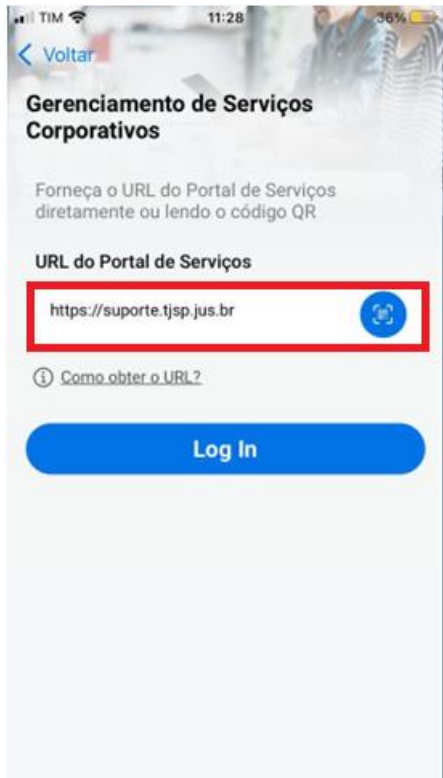 TIM 11:28 36%
Voltar
Gerenciamento de Serviços
Corporativos
Forneça o URL do Portal de Serviços
diretamente ou lendo o código QR
URL do Portal de Serviços
https://suporte.tjsp.jus.br
Como obter o URL?
Log In